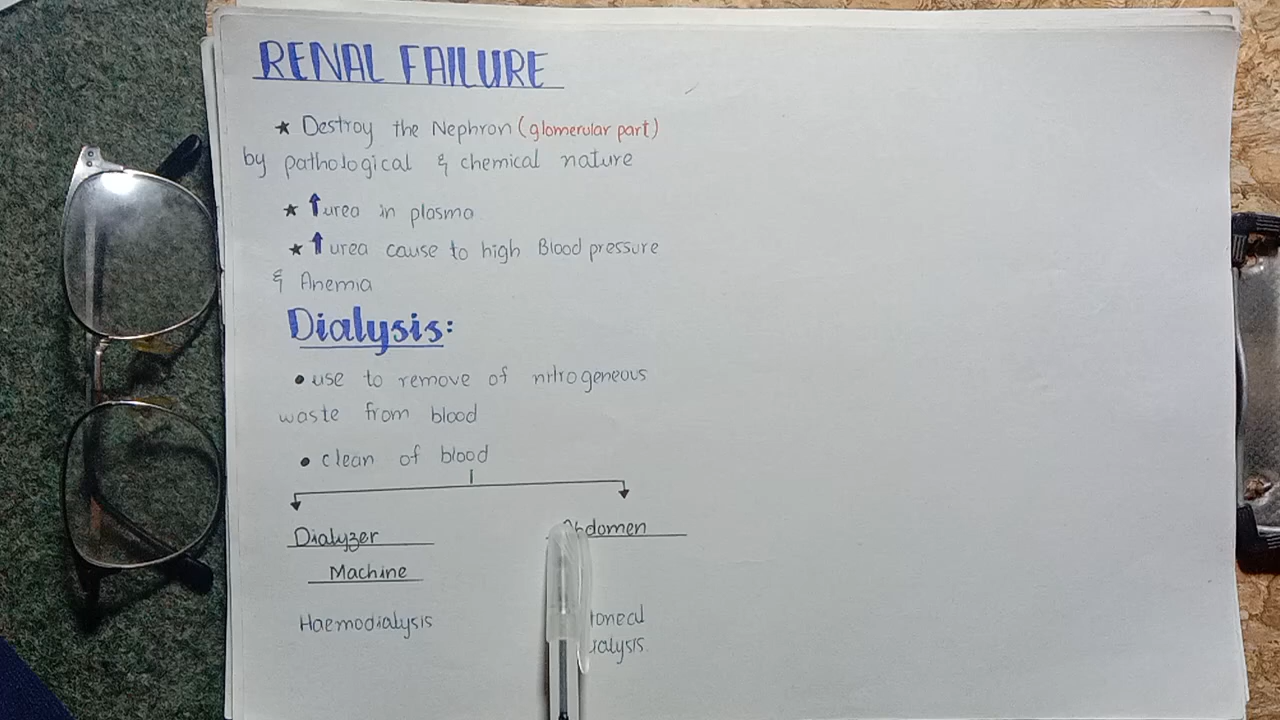 RENAL FAILURE
★ Destroy the Nephron (glomerular part)
by pathological & chemical nature
★ ↑urea in plasma
★ ↑urea cause to high Blood pressure
& Anemia
Dialysis:
• use to remove of nitrogeneous
waste from blood
• clean of blood
Dialyzer Abdomen
Machine
Haemodialysis